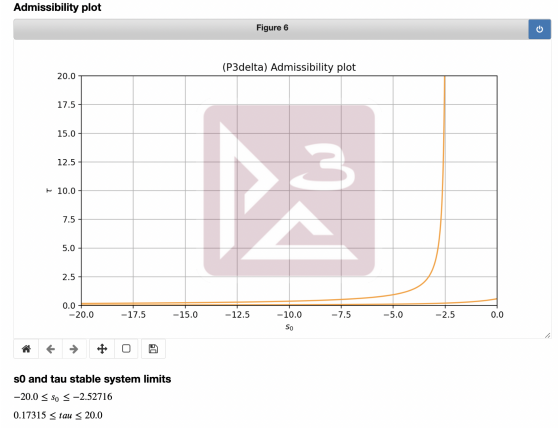 Admissibility plot
Figure 6
(P3delta) Admissibility plot
20.0
17.5
15.0
12.5
10.0
7.5
5.0
2.5
0.0
τ
−20.0 −17.5 −15.0 −12.5 −10.0 −7.5 −5.0 −2.5 0.0
s₀
3
s0 and tau stable system limits
−20.0 ≤ s₀ ≤ −2.52716
0.17315 ≤ tau ≤ 20.0